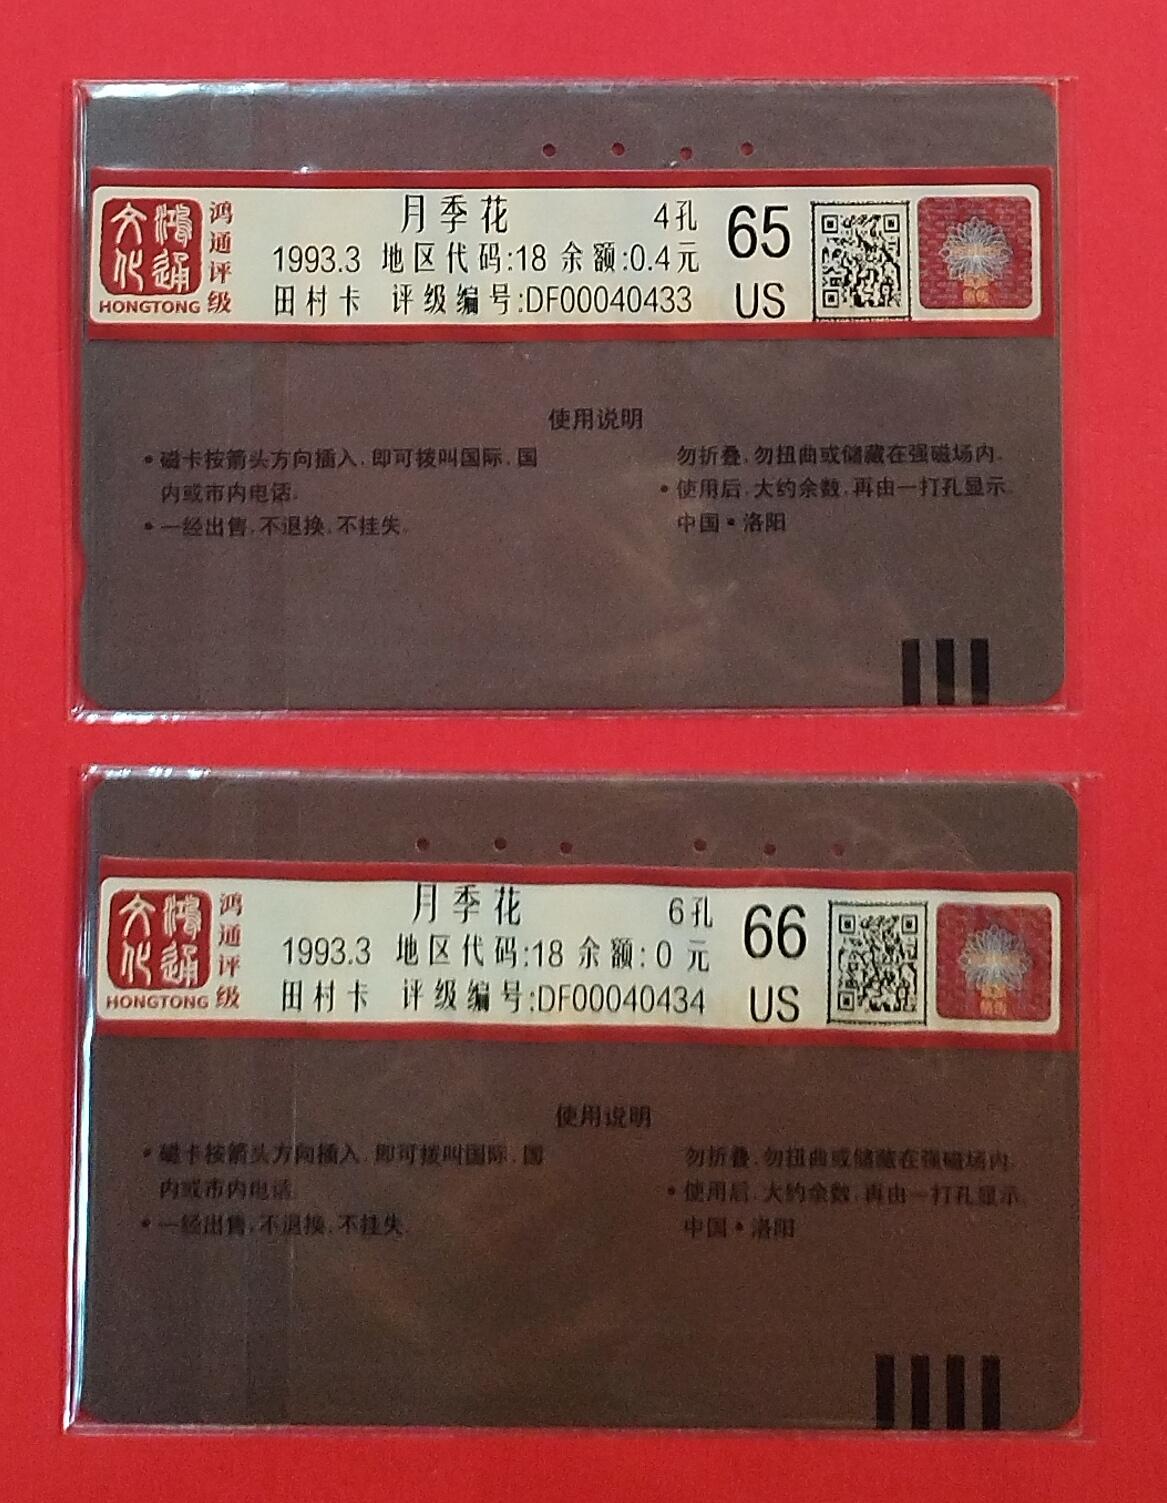 鸿通文化
HONGTONG
鸿通评级
月季花 4孔
1993.3 地区代码:18 余额:0.4元
田村卡 评级编号:DF00040433
65
US
使用说明
•磁卡按箭头方向插入,即可拨叫国际,国
内或市内电话。
•一经出售,不退换,不挂失。
勿折叠,勿扭曲或储藏在强磁场内。
•使用后,大约余数,再由一打孔显示。
中国•洛阳
鸿通文化
HONGTONG
鸿通评级
月季花 6孔
1993.3 地区代码:18 余额:0 元
田村卡 评级编号:DF00040434
66
US
使用说明
•磁卡按箭头方向插入,即可拨叫国际,国
内或市内电话。
•一经出售,不退换,不挂失。
勿折叠,勿扭曲或储藏在强磁场内。
•使用后,大约余数,再由一打孔显示。
中国•洛阳